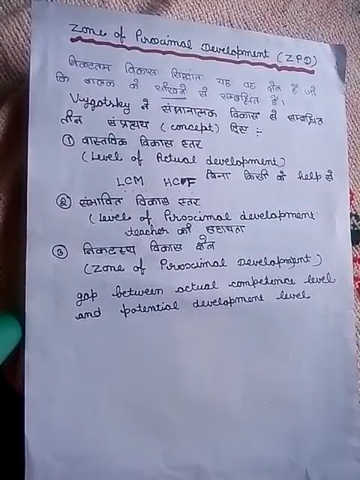 Zone of Proximal Development (ZPD)
निकटतम विकास सिद्धांत यह वह क्षेत्र है जो
कि बालक के सीखने से सम्बन्धित है।
Vygotsky ने संज्ञानात्मक विकास से सम्बन्धित
तीन संप्रत्यय (concept) दिए :-
① वास्तविक विकास स्तर
(Level of Actual development)
LCM HCF बिना किसी के help से
② संभावित विकास स्तर
(Level of Proximal development
teacher की सहायता
③ निकटस्थ विकास क्षेत्र
(Zone of Proximal Development)
gap between actual competence level
and potential development level